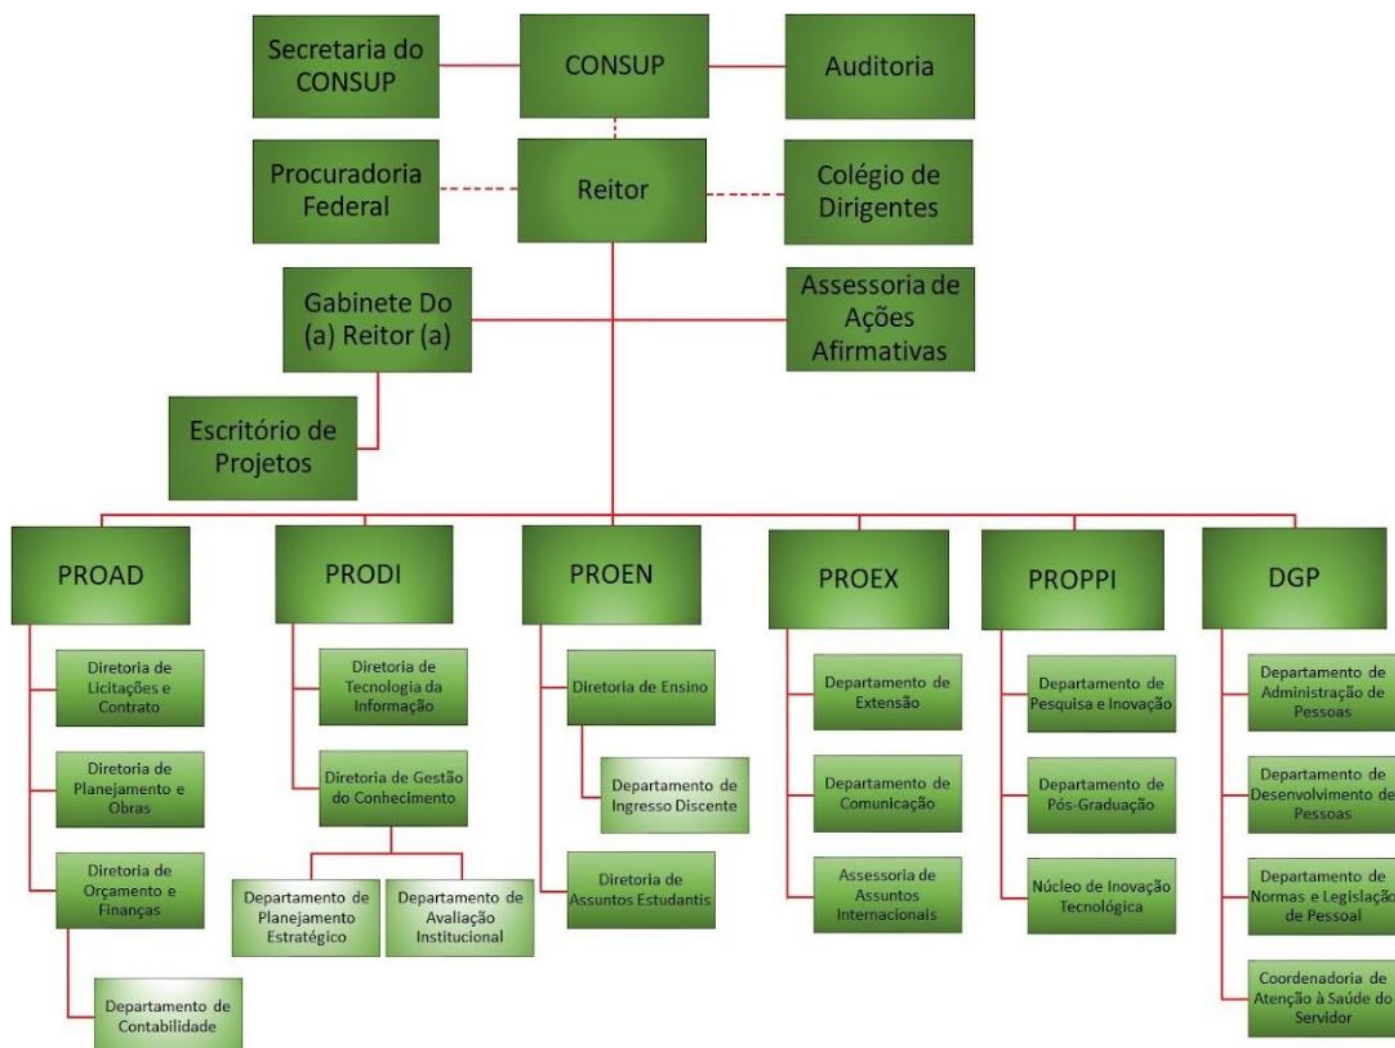 Secretaria do
CONSUP
CONSUP
Auditoria
Procuradoria
Federal
Reitor
Colégio de
Dirigentes
Gabinete Do
(a) Reitor (a)
Assessoria de
Ações
Afirmativas
Escritório de
Projetos
PROAD
PRODI
PROEN
PROEX
PROPPI
DGP
Diretoria de
Licitações e
Contrato
Diretoria de
Planejamento e
Obras
Diretoria de
Orçamento e
Finanças
Departamento de
Contabilidade
Diretoria de
Tecnologia da
Informação
Diretoria de Gestão
do Conhecimento
Departamento de
Planejamento
Estratégico
Departamento de
Avaliação
Institucional
Diretoria de Ensino
Departamento de
Ingresso Discente
Diretoria de
Assuntos Estudantis
Departamento de
Extensão
Departamento de
Comunicação
Assessoria de
Assuntos
Internacionais
Departamento de
Pesquisa e Inovação
Departamento de
Pós-Graduação
Núcleo de Inovação
Tecnológica
Departamento de
Administração de
Pessoas
Departamento de
Desenvolvimento de
Pessoas
Departamento de
Normas e Legislação
de Pessoal
Coordenadoria de
Atenção à Saúde do
Servidor